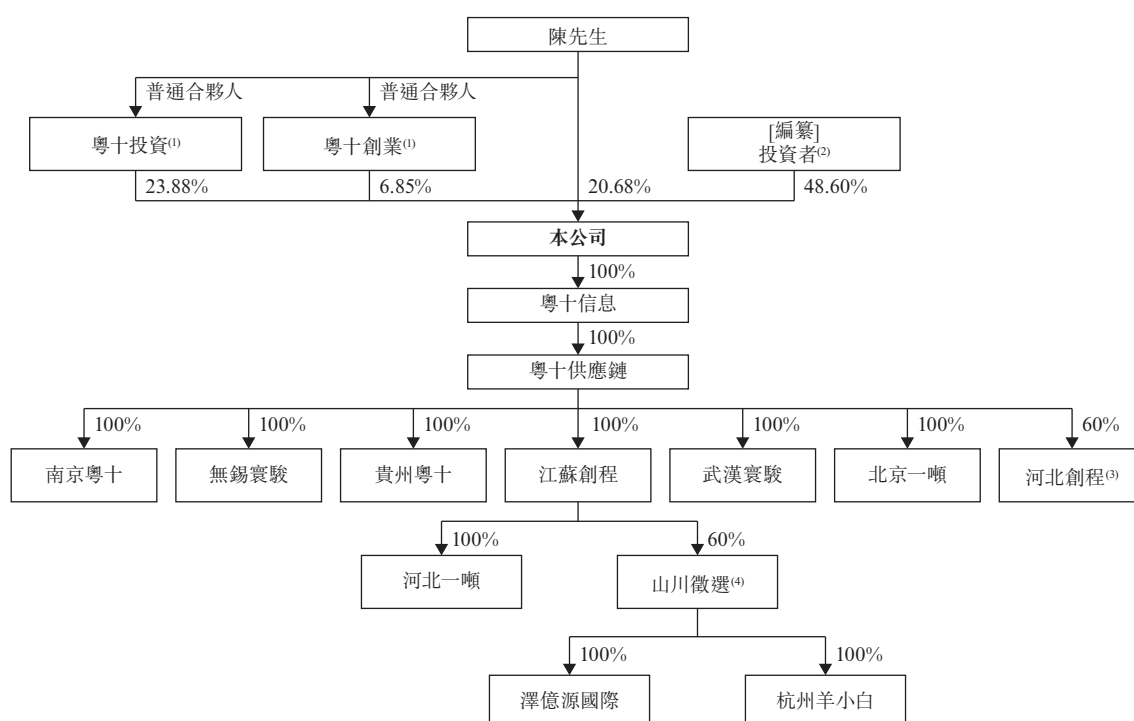 陳先生
普通合夥人 普通合夥人
粵十投資(1) 粵十創業(1) [編纂]
投資者(2)
23.88% 6.85% 20.68% 48.60%
本公司
100%
粵十信息
100%
粵十供應鏈
100% 100% 100% 100% 100% 100% 60%
南京粵十 無錫寰駿 貴州粵十 江蘇創程 武漢寰駿 北京一噸 河北創程(3)
100% 60%
河北一噸 山川徵選(4)
100% 100%
澤億源國際 杭州羊小白